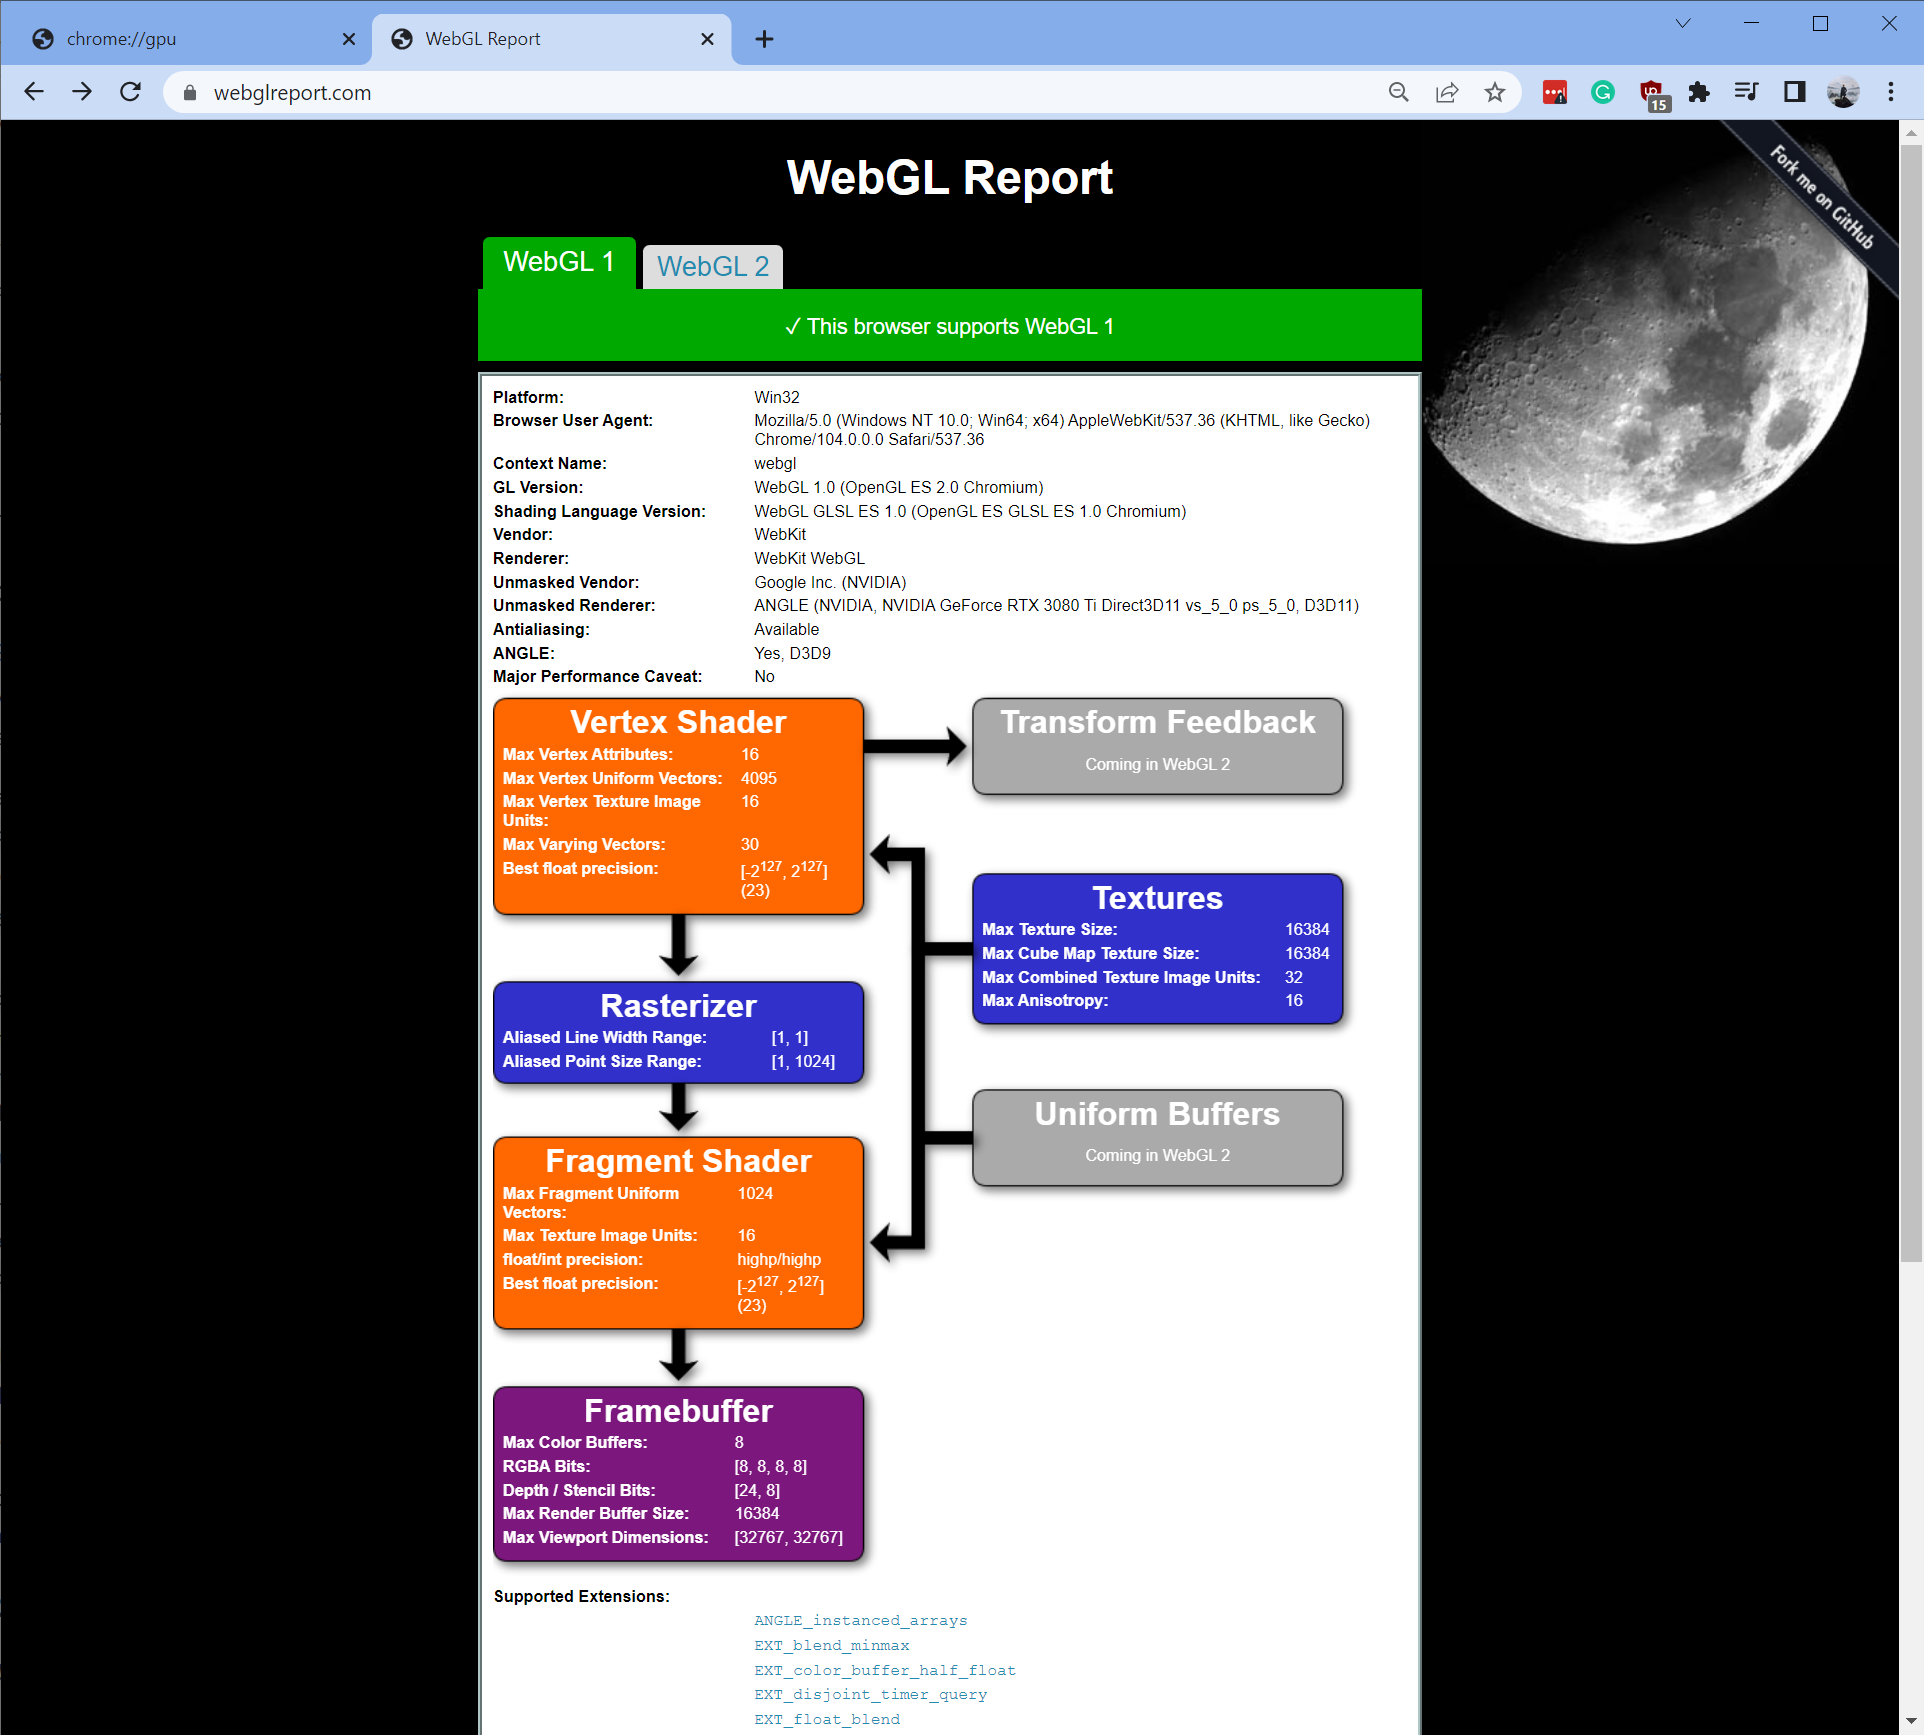 chrome://gpu
WebGL Report
webglreport.com
15
Fork me on GitHub
WebGL Report
WebGL 1
WebGL 2
✓ This browser supports WebGL 1
Platform: Win32
Browser User Agent: Mozilla/5.0 (Windows NT 10.0; Win64; x64) AppleWebKit/537.36 (KHTML, like Gecko)
Chrome/104.0.0.0 Safari/537.36
Context Name: webgl
GL Version: WebGL 1.0 (OpenGL ES 2.0 Chromium)
Shading Language Version: WebGL GLSL ES 1.0 (OpenGL ES GLSL ES 1.0 Chromium)
Vendor: WebKit
Renderer: WebKit WebGL
Unmasked Vendor: Google Inc. (NVIDIA)
Unmasked Renderer: ANGLE (NVIDIA, NVIDIA GeForce RTX 3080 Ti Direct3D11 vs_5_0 ps_5_0, D3D11)
Antialiasing: Available
ANGLE: Yes, D3D9
Major Performance Caveat: No
Vertex Shader
Max Vertex Attributes: 16
Max Vertex Uniform Vectors: 4095
Max Vertex Texture Image 16
Units:
Max Varying Vectors: 30
Best float precision: [-2^127, 2^127]
(23)
Transform Feedback
Coming in WebGL 2
Textures
Max Texture Size: 16384
Max Cube Map Texture Size: 16384
Max Combined Texture Image Units: 32
Max Anisotropy: 16
Rasterizer
Aliased Line Width Range: [1, 1]
Aliased Point Size Range: [1, 1024]
Uniform Buffers
Coming in WebGL 2
Fragment Shader
Max Fragment Uniform 1024
Vectors:
Max Texture Image Units: 16
float/int precision: highp/highp
Best float precision: [-2^127, 2^127]
(23)
Framebuffer
Max Color Buffers: 8
RGBA Bits: [8, 8, 8, 8]
Depth / Stencil Bits: [24, 8]
Max Render Buffer Size: 16384
Max Viewport Dimensions: [32767, 32767]
Supported Extensions:
ANGLE_instanced_arrays
EXT_blend_minmax
EXT_color_buffer_half_float
EXT_disjoint_timer_query
EXT_float_blend